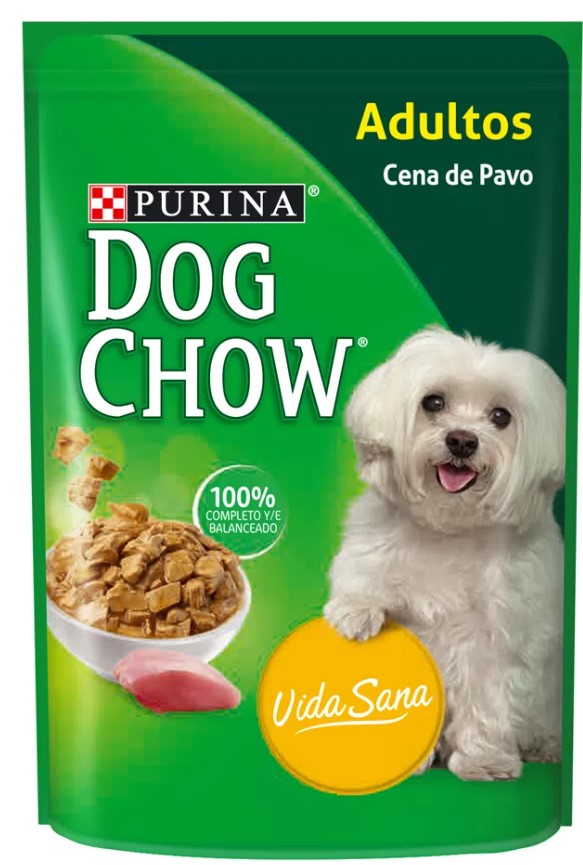 Adultos
Cena de Pavo
PURINA®
DOG
CHOW®
100%
COMPLETO Y/E
BALANCEADO
Vida Sana